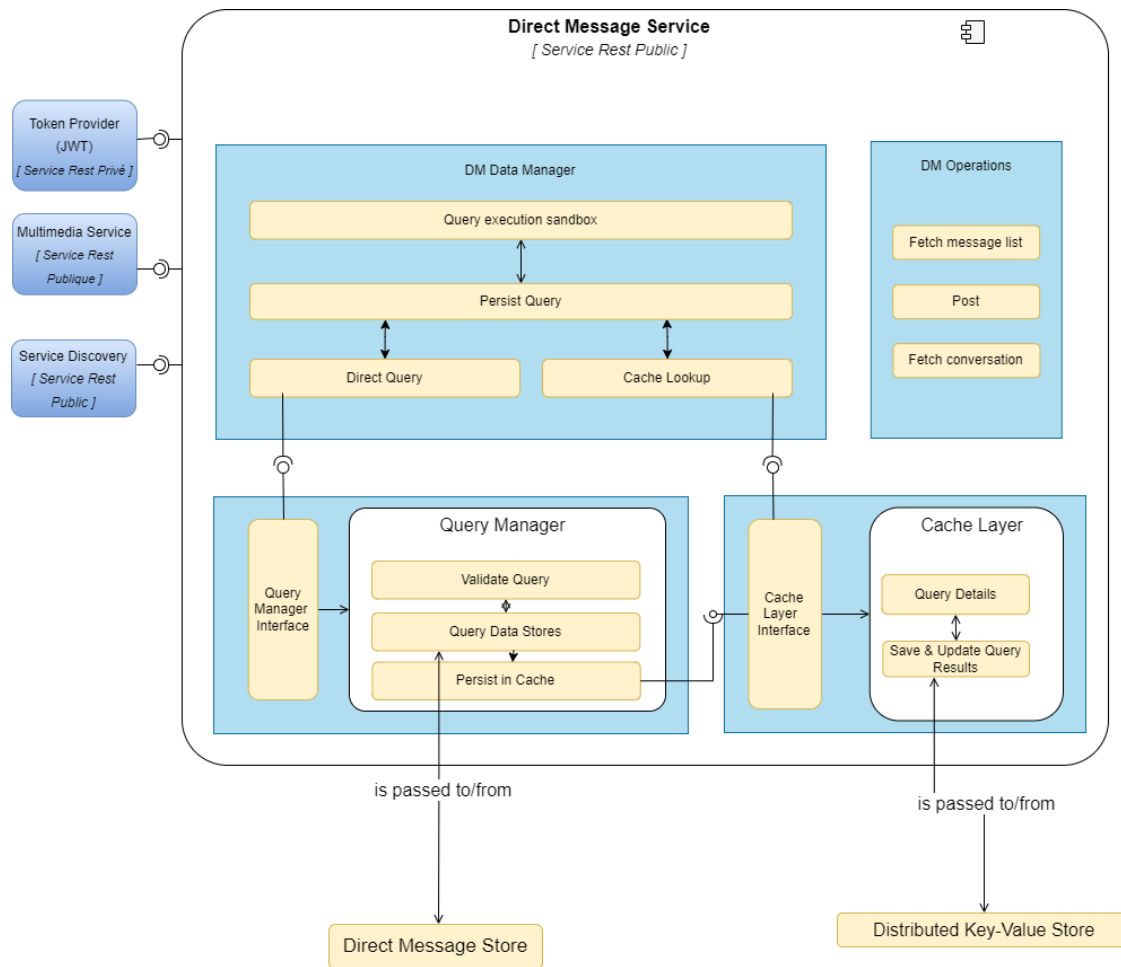 Direct Message Service
[ Service Rest Public ]
Token Provider
(JWT)
[ Service Rest Privé ]
Multimedia Service
[ Service Rest
Publique ]
Service Discovery
[ Service Rest
Public ]
DM Data Manager
Query execution sandbox
Persist Query
Direct Query
Cache Lookup
DM Operations
Fetch message list
Post
Fetch conversation
Query
Manager
Interface
Query Manager
Validate Query
Query Data Stores
Persist in Cache
Cache
Layer
Interface
Cache Layer
Query Details
Save & Update Query
Results
is passed to/from
is passed to/from
Direct Message Store
Distributed Key-Value Store